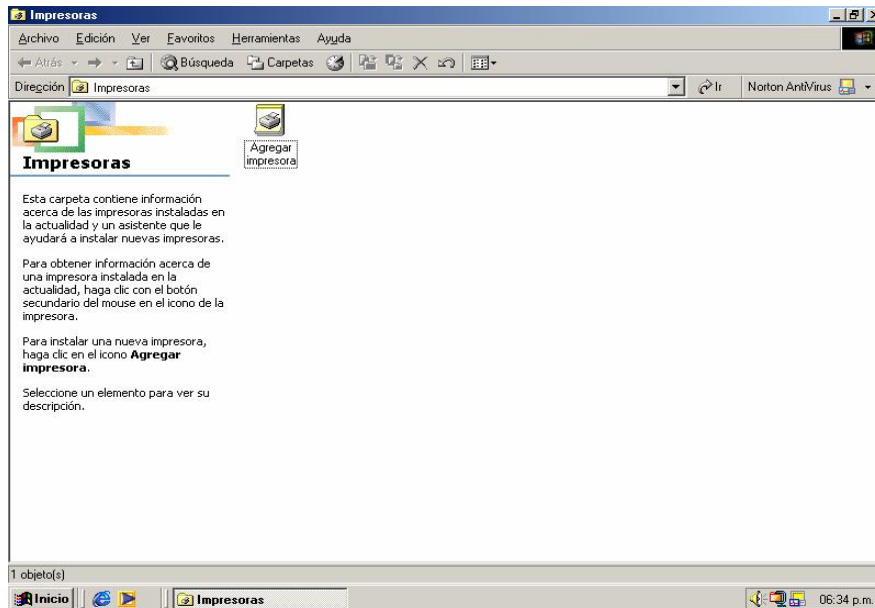 Impresoras
Archivo Edición Ver Favoritos Herramientas Ayuda
Atrás Búsqueda Carpetas
Dirección Impresoras Ir Norton AntiVirus
Impresoras
Esta carpeta contiene información
acerca de las impresoras instaladas en
la actualidad y un asistente que le
ayudará a instalar nuevas impresoras.
Para obtener información acerca de
una impresora instalada en la
actualidad, haga clic con el botón
secundario del mouse en el icono de la
impresora.
Para instalar una nueva impresora,
haga clic en el icono Agregar
impresora.
Seleccione un elemento para ver su
descripción.
Agregar
impresora
1 objeto(s)
Inicio Impresoras 06:34 p.m.